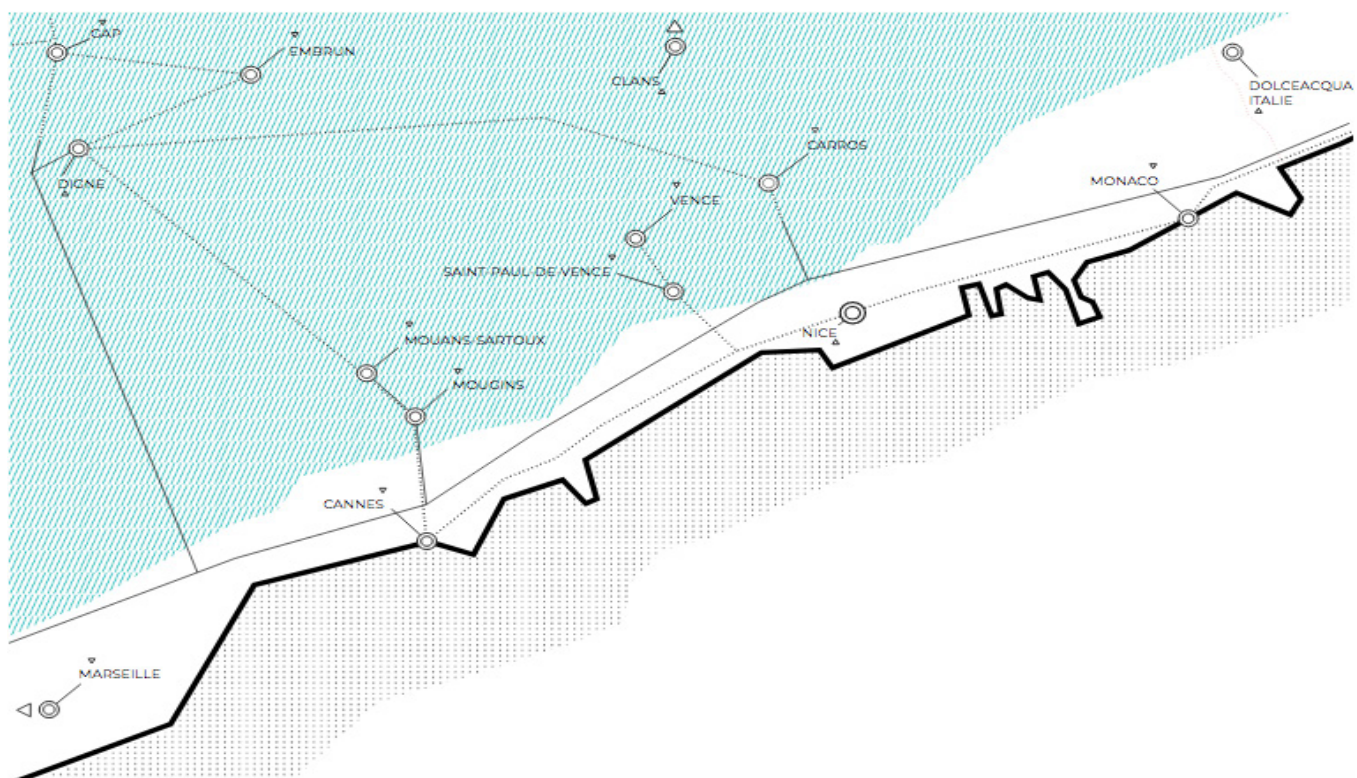 GAP
EMBRUN
CLANS
DOLCEACQUA
ITALIE
CARROS
DIGNE
MONACO
VENCE
SAINT-PAUL-DE-VENCE
NICE
MOUANS-SARTOUX
MOUGINS
CANNES
MARSEILLE